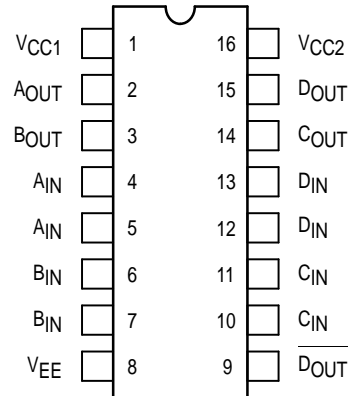 VCC1 1 16 VCC2
AOUT 2 15 DOUT
BOUT 3 14 COUT
AIN 4 13 DIN
AIN 5 12 DIN
BIN 6 11 CIN
BIN 7 10 CIN
VEE 8 9 D̅O̅U̅T̅